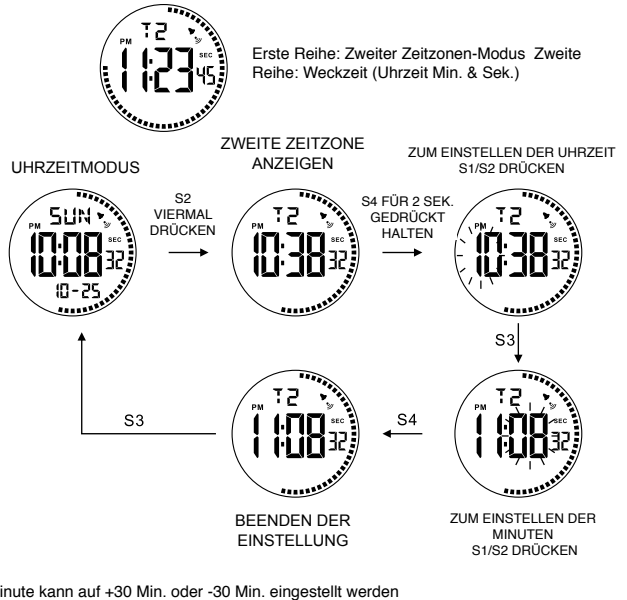 T2
PM
SEC
11:23 45
Erste Reihe: Zweiter Zeitzonen-Modus Zweite
Reihe: Weckzeit (Uhrzeit Min. & Sek.)
UHRZEITMODUS
SUN
PM
SEC
10:08 32
10-25
S2
VIERMAL
DRÜCKEN
ZWEITE ZEITZONE
ANZEIGEN
T2
PM
SEC
10:38 32
S4 FÜR 2 SEK.
GEDRÜCKT
HALTEN
ZUM EINSTELLEN DER UHRZEIT
S1/S2 DRÜCKEN
T2
PM
SEC
10:38 32
S3
T2
PM
SEC
11:08 32
ZUM EINSTELLEN DER
MINUTEN
S1/S2 DRÜCKEN
S4
T2
PM
SEC
11:08 32
BEENDEN DER
EINSTELLUNG
S3
inute kann auf +30 Min. oder -30 Min. eingestellt werden